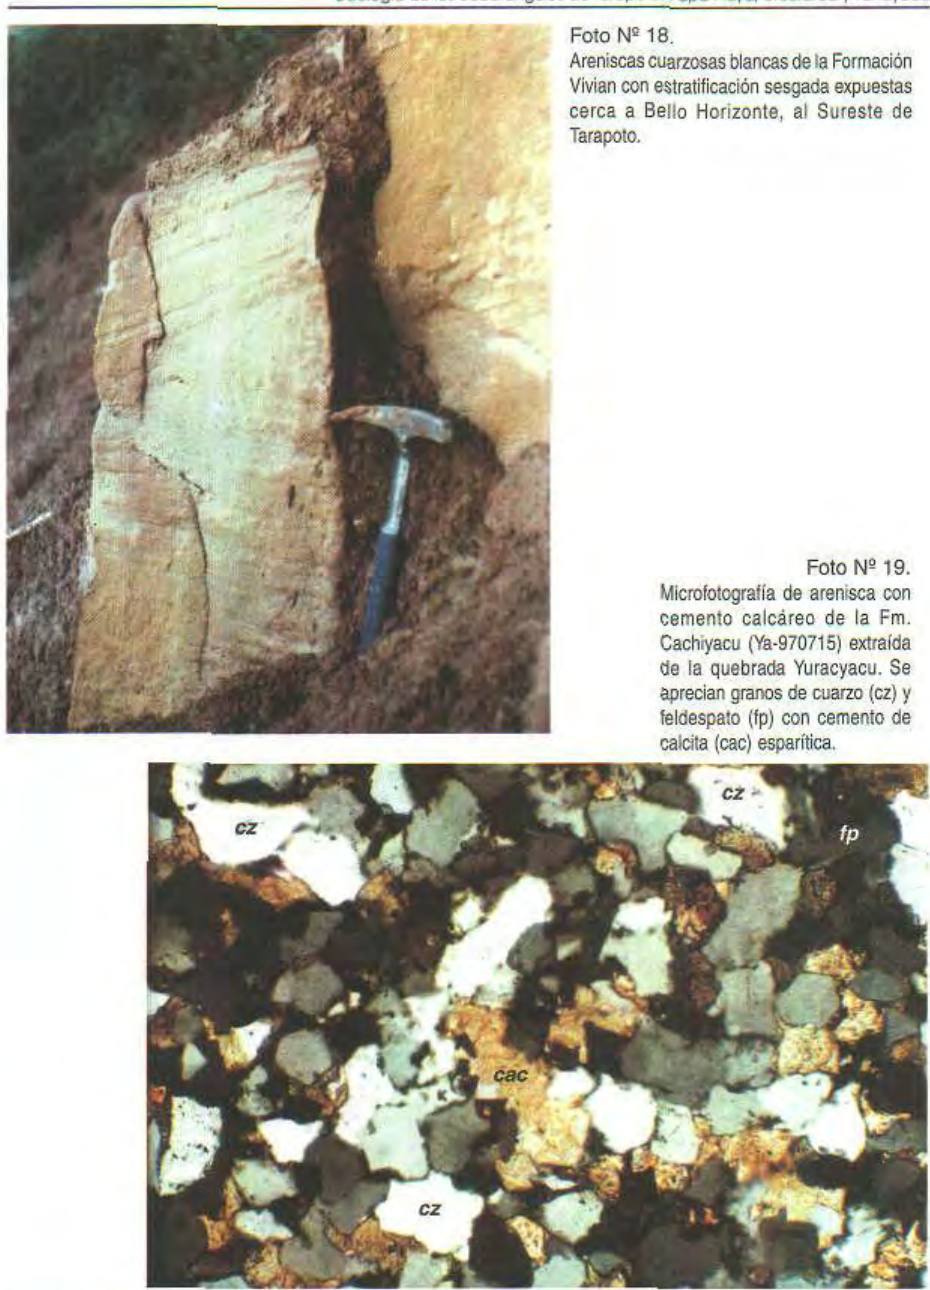 Foto Nº 18.
Areniscas cuarzosas blancas de la Formación
Vivian con estratificación sesgada expuestas
cerca a Bello Horizonte, al Sureste de
Tarapoto.
Foto Nº 19.
Microfotografía de arenisca con
cemento calcáreo de la Fm.
Cachiyacu (Ya-970715) extraída
de la quebrada Yuracyacu. Se
aprecian granos de cuarzo (cz) y
feldespato (fp) con cemento de
calcita (cac) esparítica.
cz
cz
fp
cac
cz